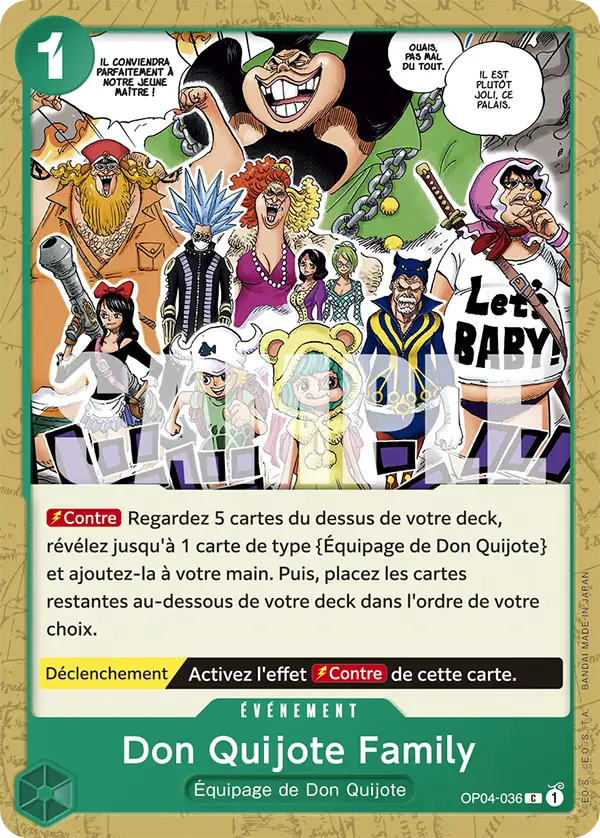 1
IL CONVIENDRA
PARFAITEMENT À
NOTRE JEUNE
MAÎTRE !
OUAIS,
PAS MAL
DU TOUT.
IL EST
PLUTÔT
JOLI, CE
PALAIS.
Let's
BABY!
Contre Regardez 5 cartes du dessus de votre deck,
révélez jusqu'à 1 carte de type {Équipage de Don Quijote}
et ajoutez-la à votre main. Puis, placez les cartes
restantes au-dessous de votre deck dans l'ordre de votre
choix.
Déclenchement Activez l'effet Contre de cette carte.
ÉVÉNEMENT
Don Quijote Family
Équipage de Don Quijote
OP04-036 C 1
BANDAI MADE IN JAPAN